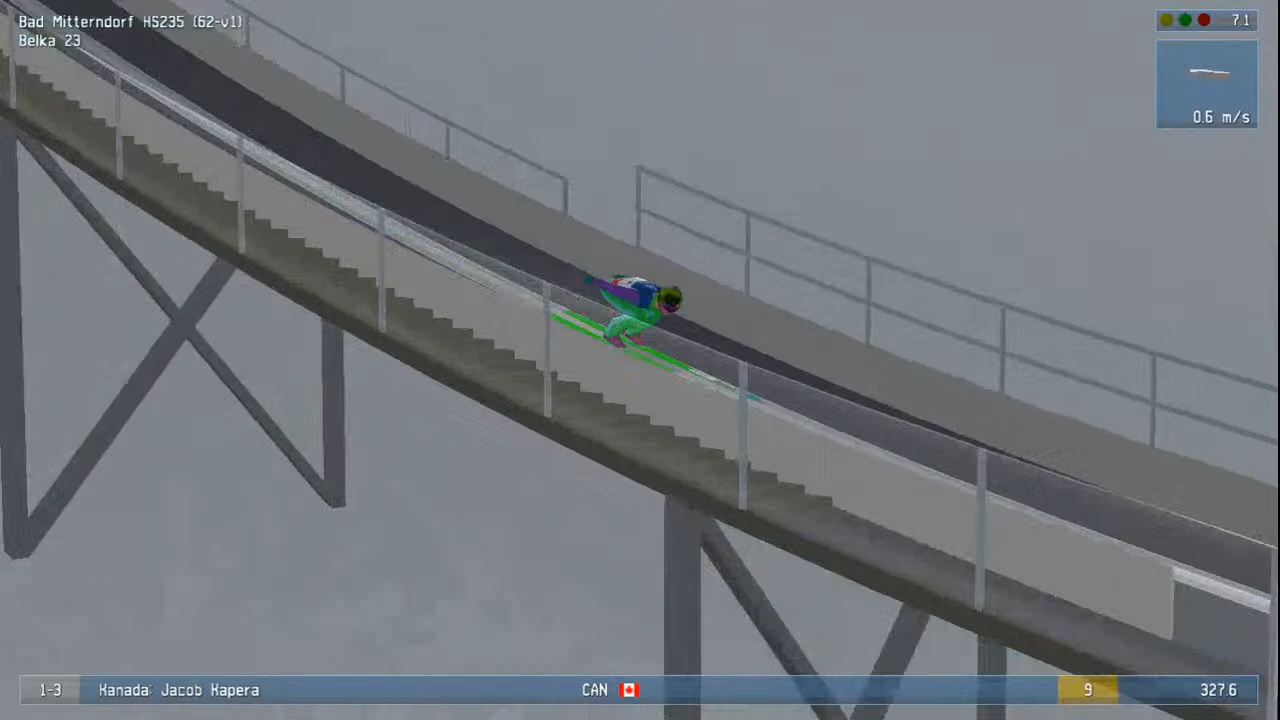 Bad Mitterndorf HS235 (62-v1)
Belka 23
7.1
0.6 m/s
1-3 Kanada: Jacob Kapera CAN 9 327.6